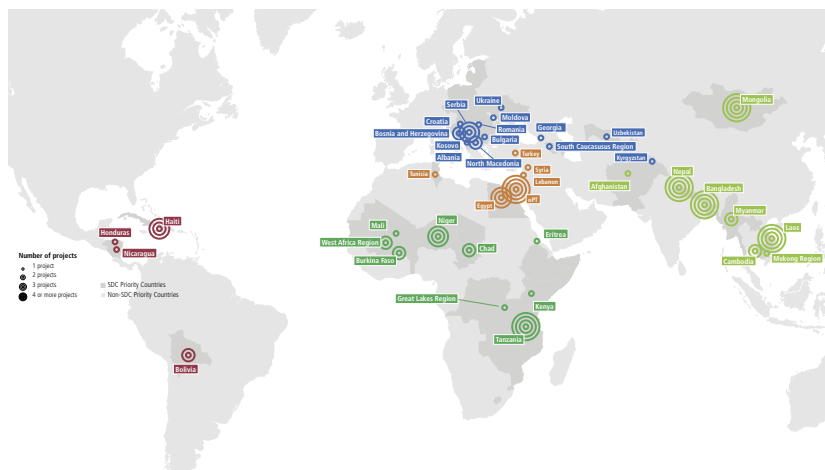 Mongolia
Ukraine
Serbia
Moldova
Croatia
Romania
Georgia
Uzbekistan
Bosnia and Herzegovina
Bulgaria
Kosovo
South Caucasusus Region
Albania
Turkey
Kyrgyzstan
North Macedonia
Syria
Tunisia
Nepal
Lebanon
Afghanistan
Bangladesh
oPT
Egypt
Myanmar
Haiti
Niger
Mali
Laos
Honduras
Eritrea
West Africa Region
Chad
Nicaragua
Burkina Faso
Cambodia
Mekong Region
Number of projects
1 project
2 projects
3 projects
4 or more projects
SDC Priority Countries
Non-SDC Priority Countries
Great Lakes Region
Kenya
Tanzania
Bolivia